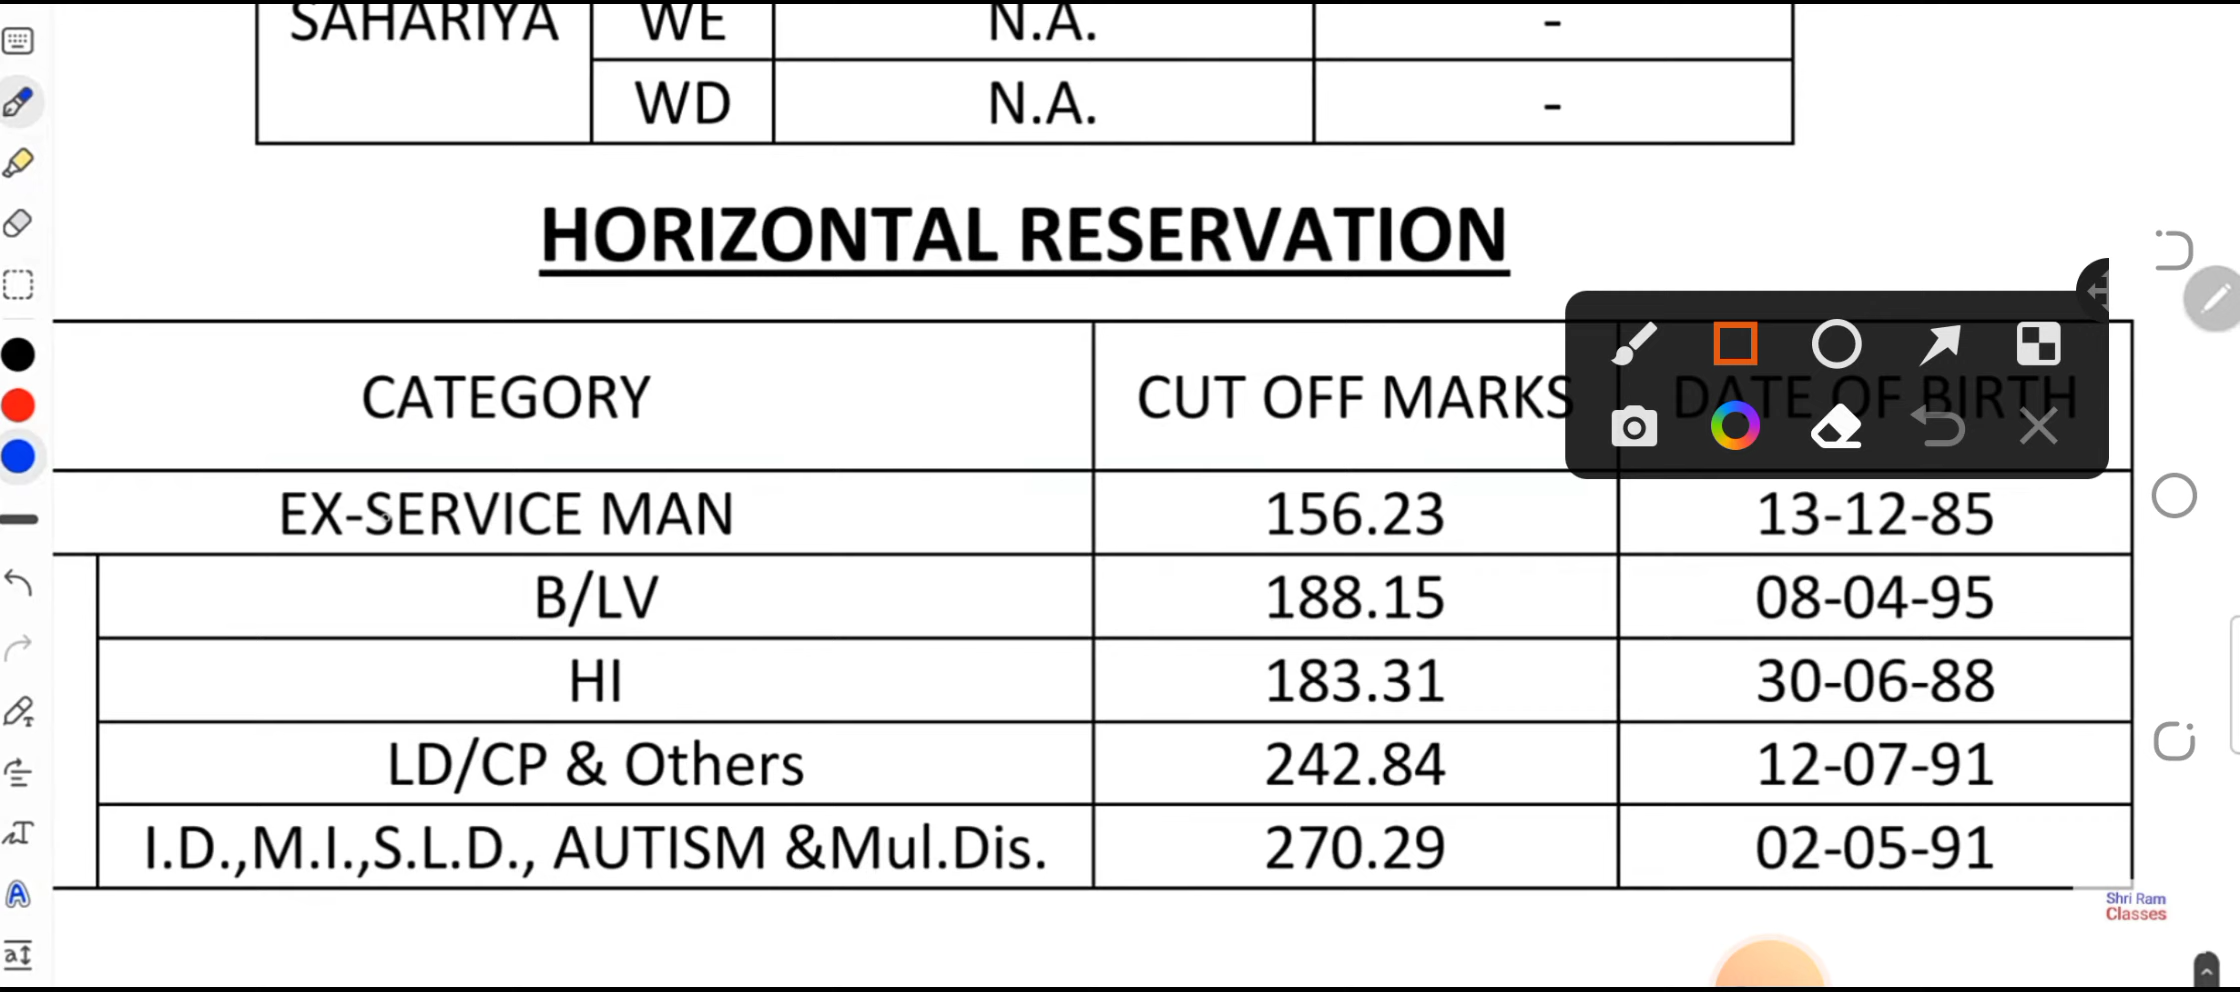 SAHARIYA WE N.A. -
WD N.A. -
HORIZONTAL RESERVATION
CATEGORY CUT OFF MARKS DATE OF BIRTH
EX-SERVICE MAN 156.23 13-12-85
B/LV 188.15 08-04-95
HI 183.31 30-06-88
LD/CP & Others 242.84 12-07-91
I.D.,M.I.,S.L.D., AUTISM &Mul.Dis. 270.29 02-05-91
Shri Ram
Classes